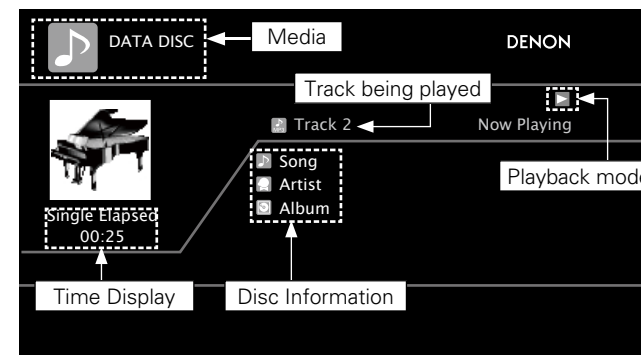 DATA DISC
Media
DENON
Track being played
Track 2
Now Playing
Song
Artist
Album
Playback mode
Single Elapsed
00:25
Time Display
Disc Information